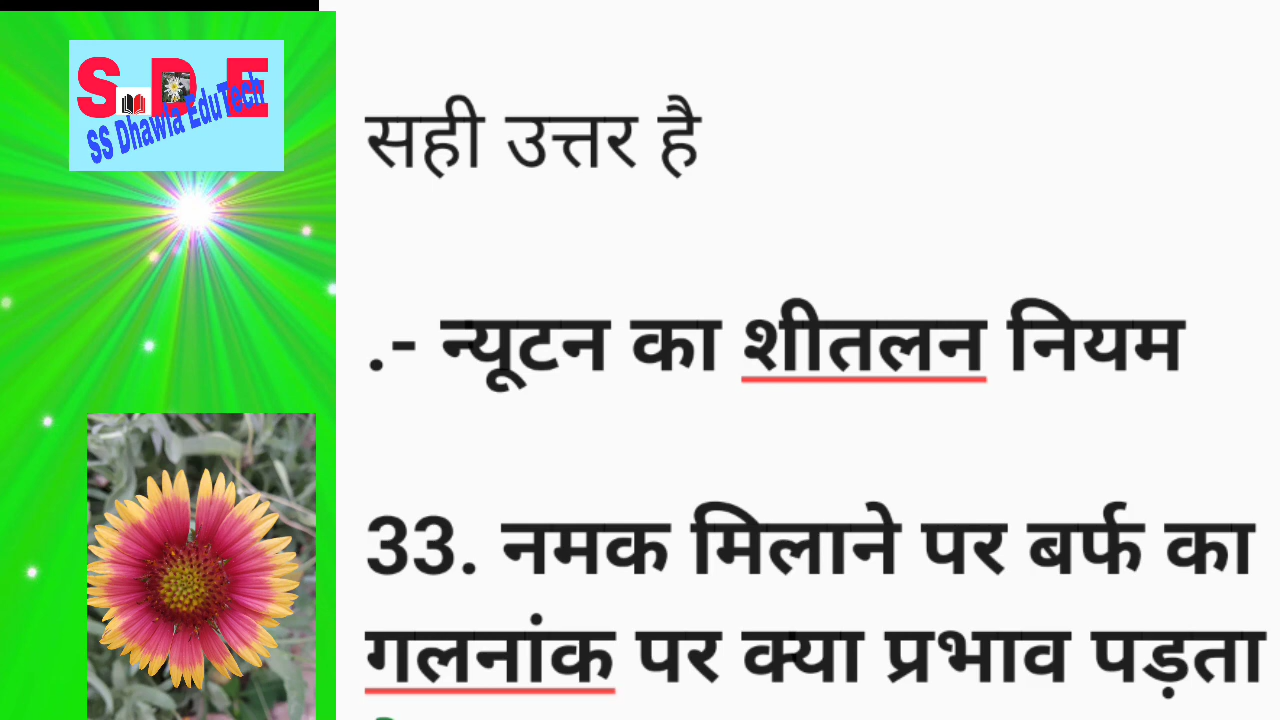 S D E
SS Dhawla EduTech
सही उत्तर है
.- न्यूटन का शीतलन नियम
33. नमक मिलाने पर बर्फ का
गलनांक पर क्या प्रभाव पड़ता